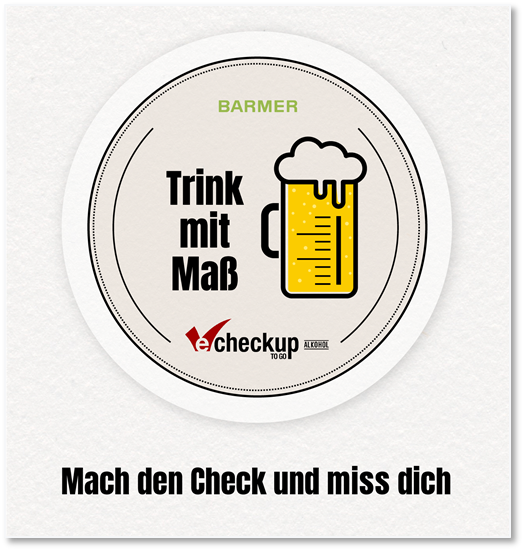 BARMER
Trink
mit
Maß
echeckup
TO GO
ALKOHOL
Mach den Check und miss dich